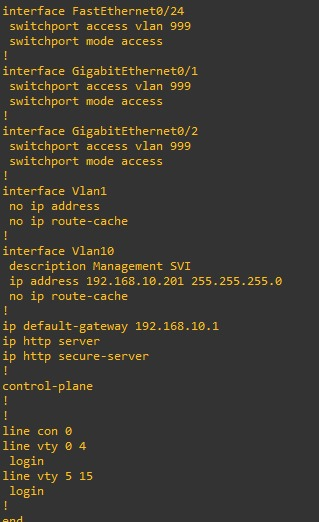 interface FastEthernet0/24
 switchport access vlan 999
 switchport mode access
!
interface GigabitEthernet0/1
 switchport access vlan 999
 switchport mode access
!
interface GigabitEthernet0/2
 switchport access vlan 999
 switchport mode access
!
interface Vlan1
 no ip address
 no ip route-cache
!
interface Vlan10
 description Management SVI
 ip address 192.168.10.201 255.255.255.0
 no ip route-cache
!
ip default-gateway 192.168.10.1
ip http server
ip http secure-server
!
control-plane
!
!
line con 0
line vty 0 4
 login
line vty 5 15
 login
!
end